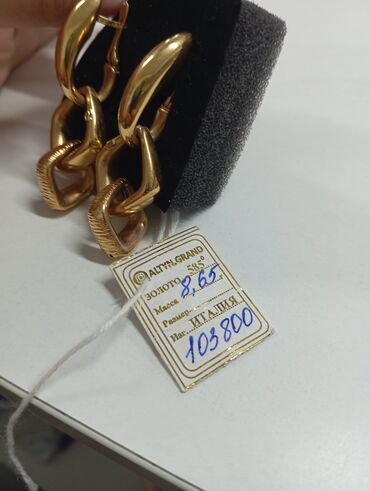 ALTYN.GRAND
ЗОЛОТО 585°
Масса 8,65
Размер
Изг. ИТАЛИЯ
103800